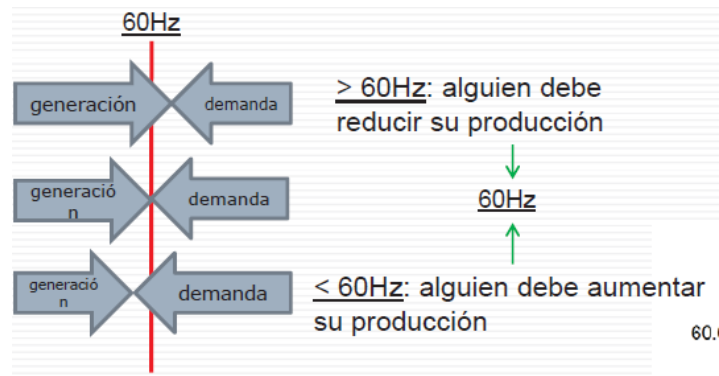 60Hz
generación
demanda
> 60Hz: alguien debe
reducir su producción
generació
n
demanda
60Hz
generació
n
demanda
< 60Hz: alguien debe aumentar
su producción